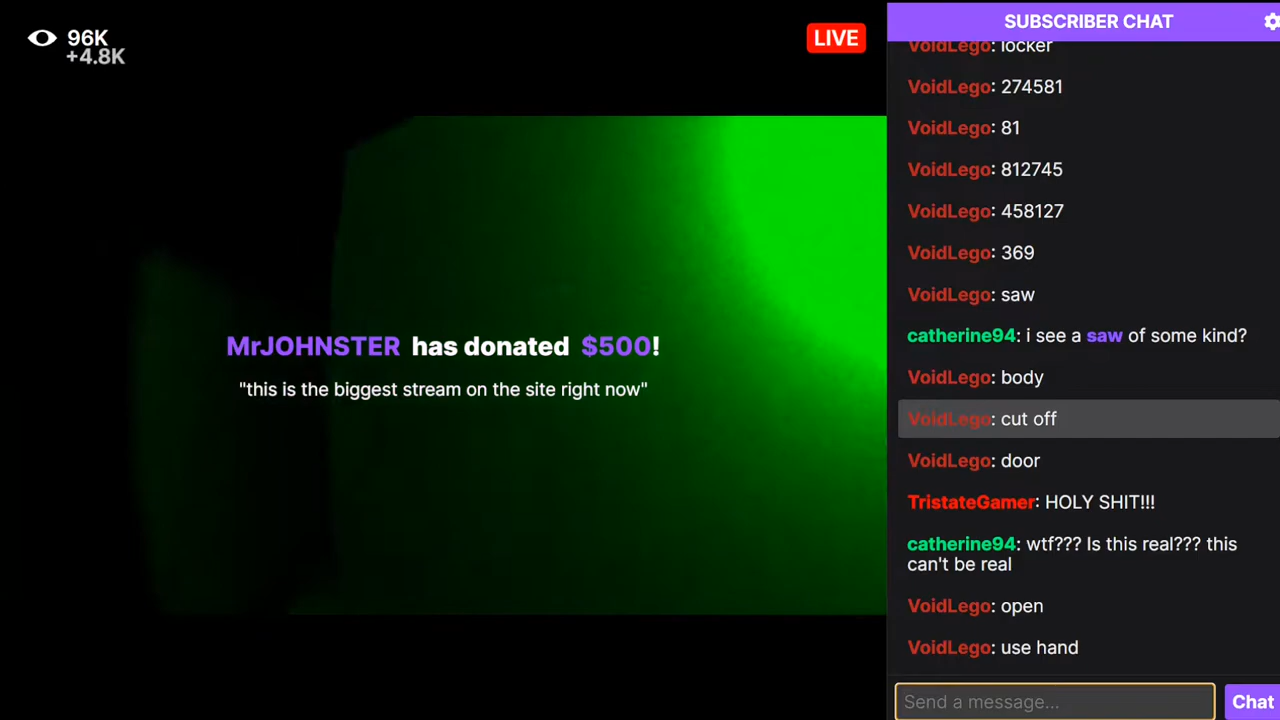 96K
+4.8K
LIVE
MrJOHNSTER has donated $500!
"this is the biggest stream on the site right now"
SUBSCRIBER CHAT
VoidLego: locker
VoidLego: 274581
VoidLego: 81
VoidLego: 812745
VoidLego: 458127
VoidLego: 369
VoidLego: saw
catherine94: i see a saw of some kind?
VoidLego: body
VoidLego: cut off
VoidLego: door
TristateGamer: HOLY SHIT!!!
catherine94: wtf??? Is this real??? this
can't be real
VoidLego: open
VoidLego: use hand
Send a message...
Chat